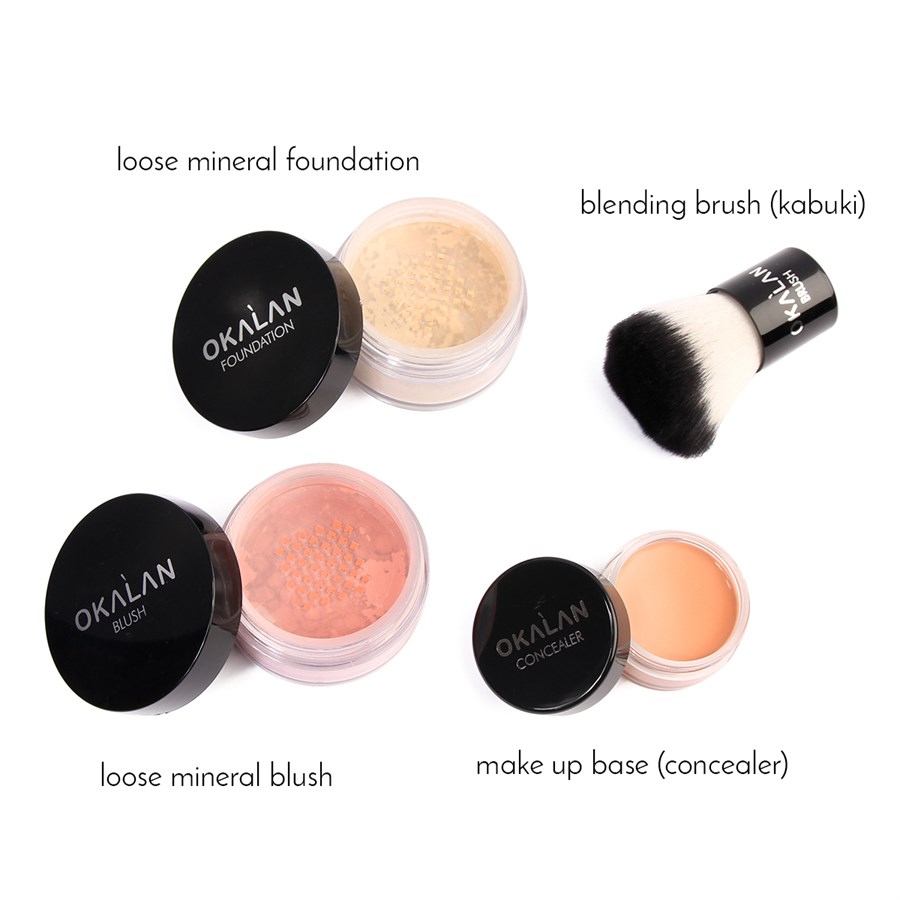 loose mineral foundation
blending brush (kabuki)
OKALAN
FOUNDATION
OKALAN
BRUSH
OKALAN
BLUSH
OKALAN
CONCEALER
loose mineral blush
make up base (concealer)